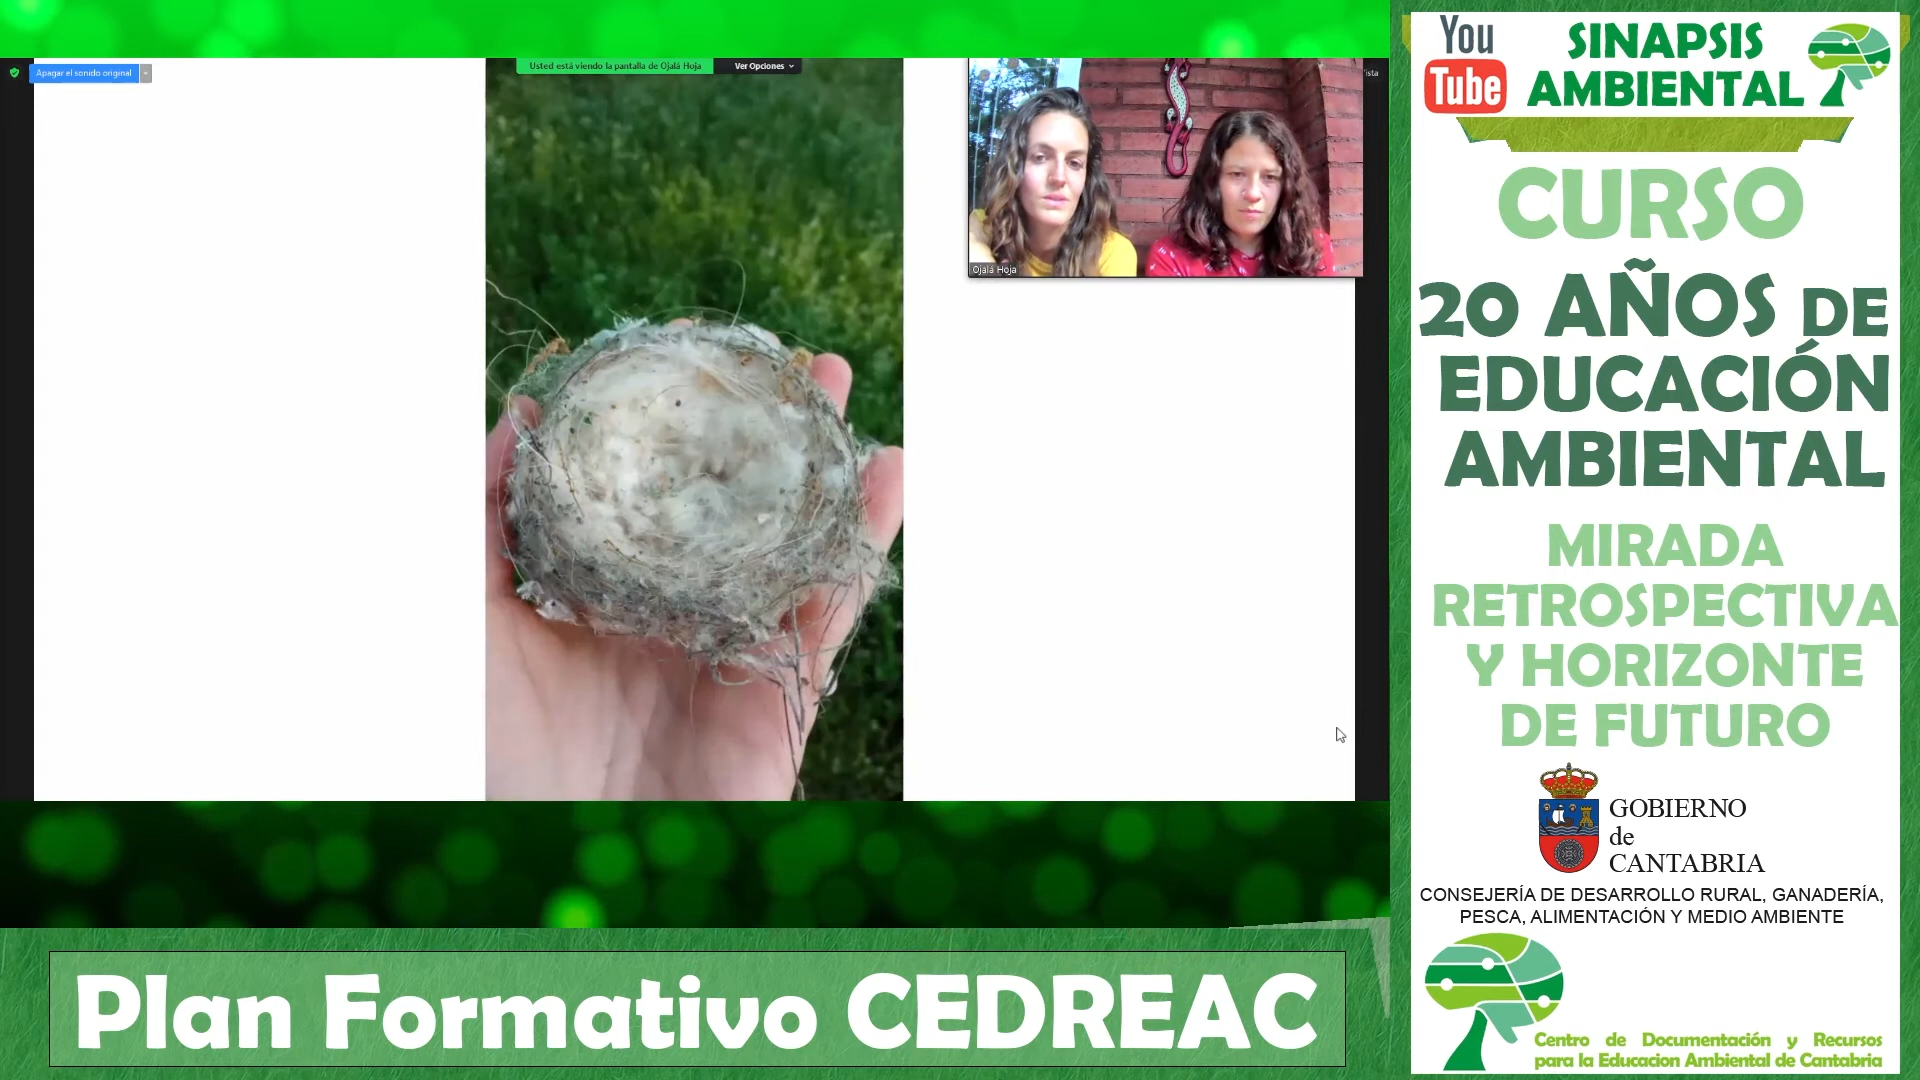 Apagar el sonido original
Usted está viendo la pantalla de Ojalá Hoja
Ver Opciones
ista
Ojalá Hoja
You
Tube
SINAPSIS
AMBIENTAL
CURSO
20 AÑOS DE
EDUCACIÓN
AMBIENTAL
MIRADA
RETROSPECTIVA
Y HORIZONTE
DE FUTURO
GOBIERNO
de
CANTABRIA
CONSEJERÍA DE DESARROLLO RURAL, GANADERÍA,
PESCA, ALIMENTACIÓN Y MEDIO AMBIENTE
Centro de Documentación y Recursos
para la Educacion Ambiental de Cantabria
Plan Formativo CEDREAC